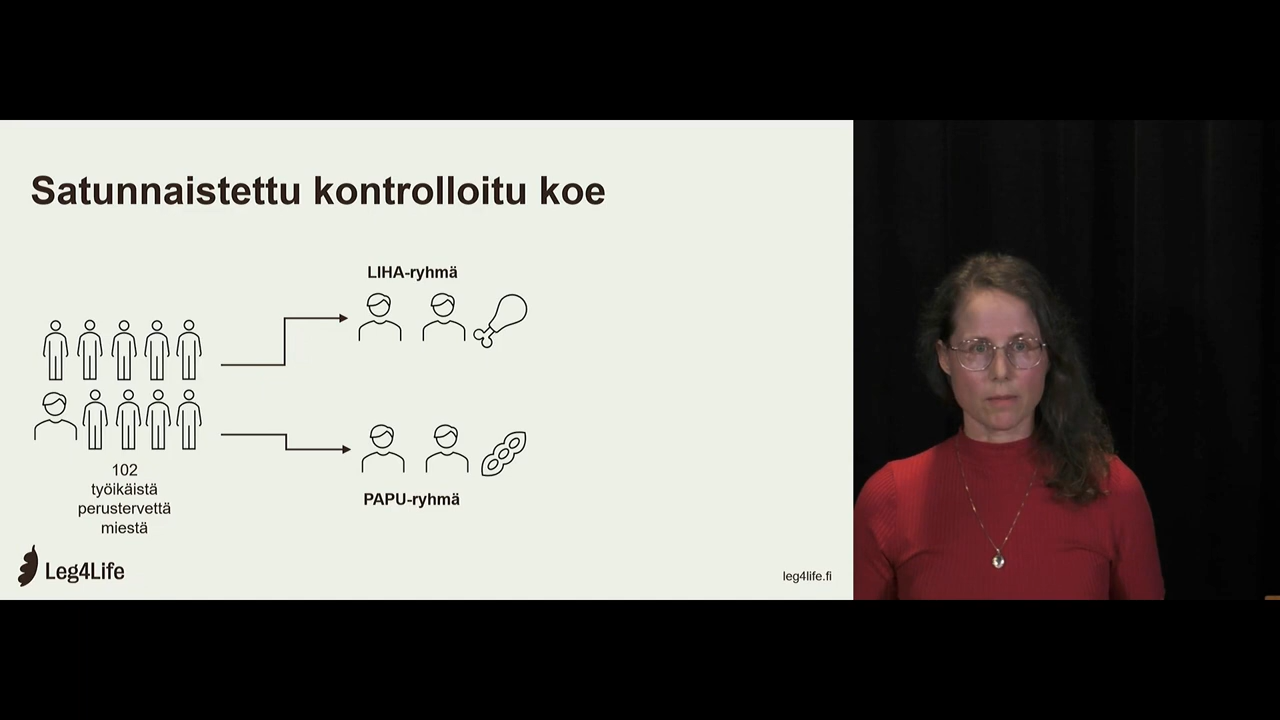 Satunnaistettu kontrolloitu koe
LIHA-ryhmä
PAPU-ryhmä
102
työikäistä
perustervettä
miestä
Leg4Life
leg4life.fi